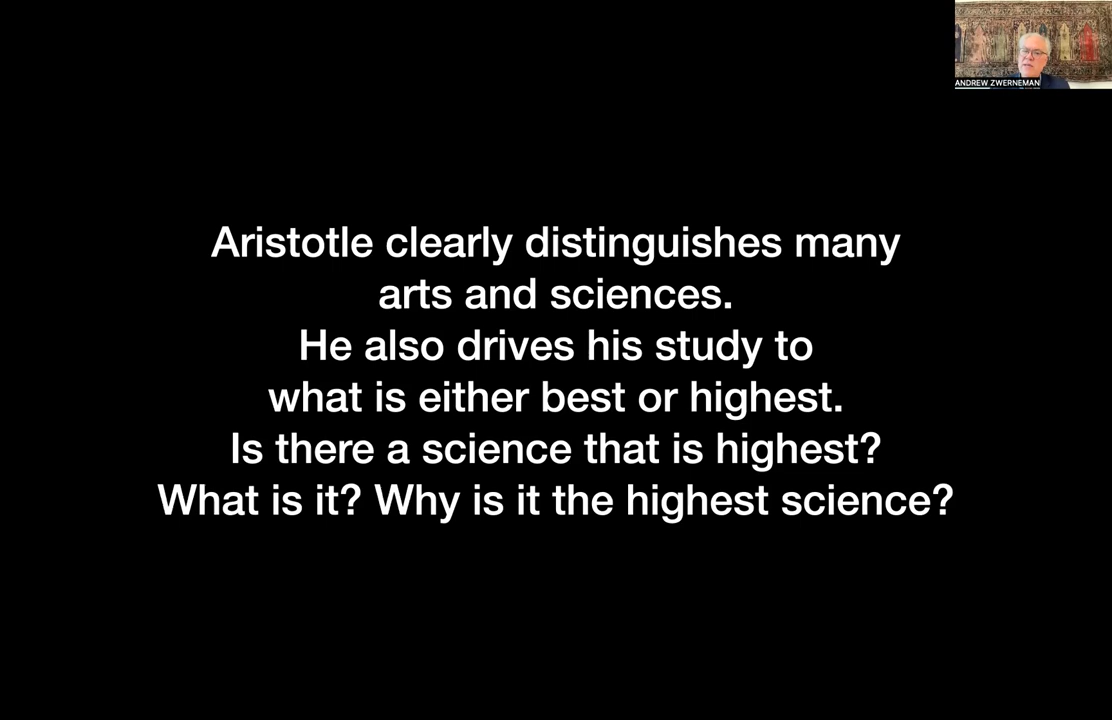 ANDREW ZWERNEMAN
Aristotle clearly distinguishes many
arts and sciences.
He also drives his study to
what is either best or highest.
Is there a science that is highest?
What is it? Why is it the highest science?